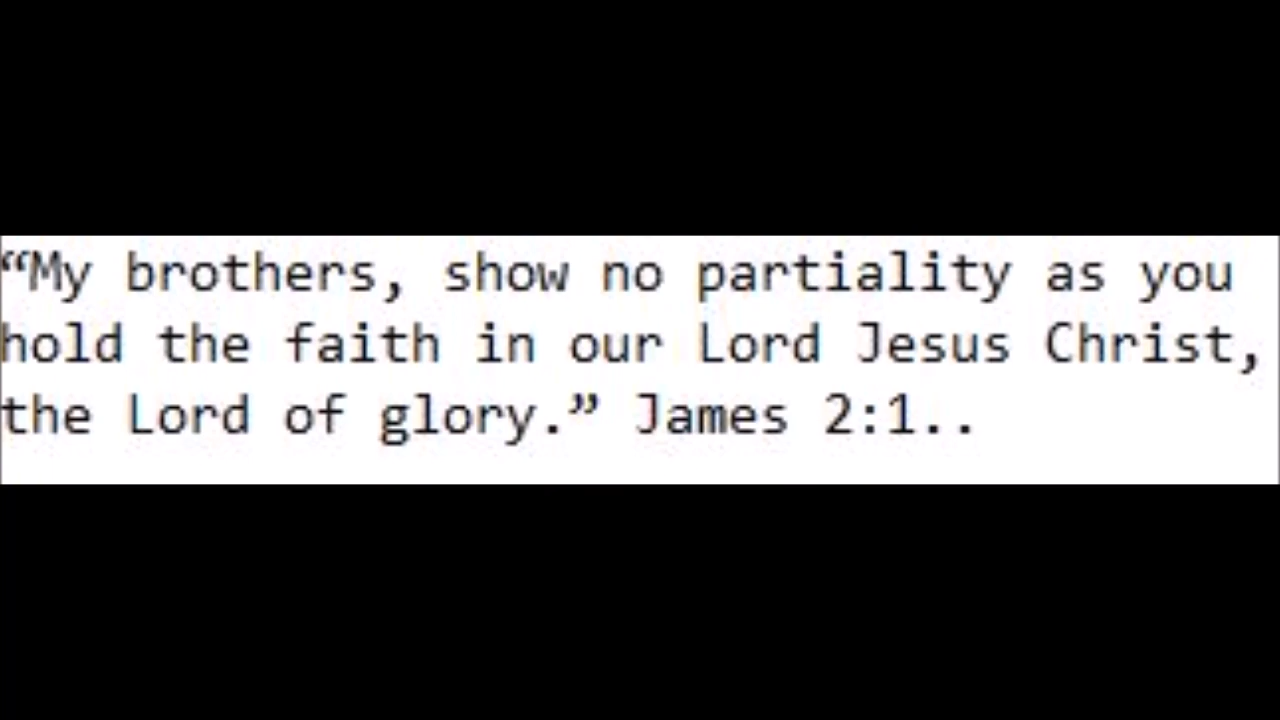 “My brothers, show no partiality as you
hold the faith in our Lord Jesus Christ,
the Lord of glory.” James 2:1..